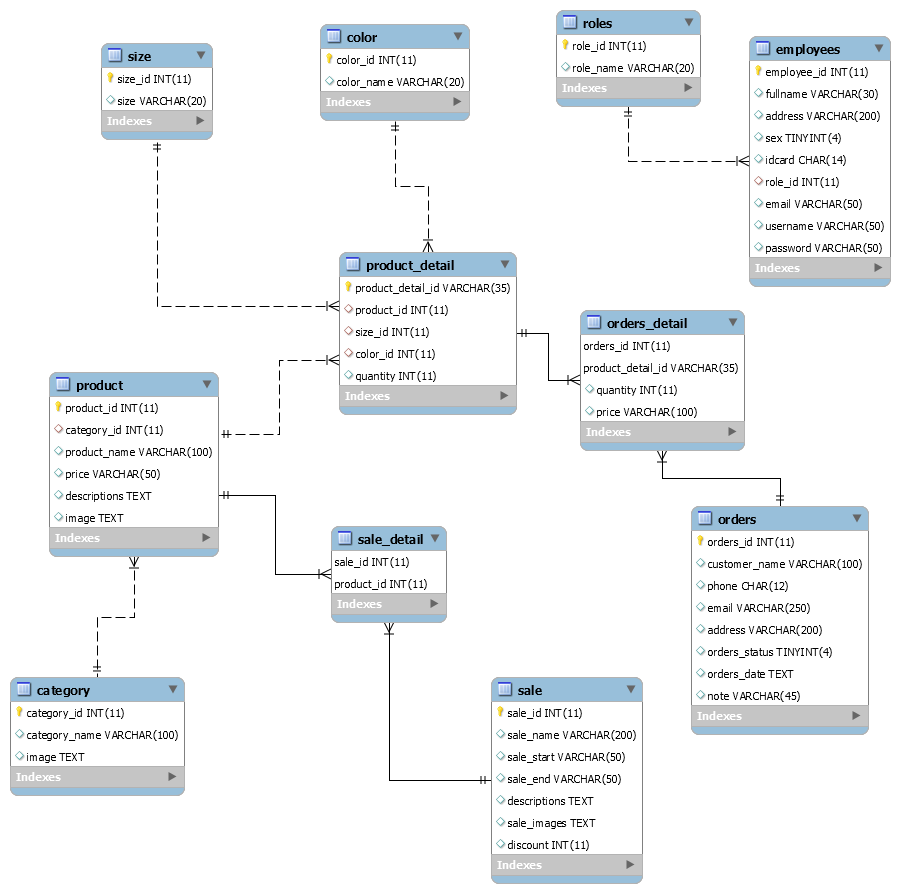 size
size_id INT(11)
size VARCHAR(20)
Indexes
color
color_id INT(11)
color_name VARCHAR(20)
Indexes
roles
role_id INT(11)
role_name VARCHAR(20)
Indexes
employees
employee_id INT(11)
fullname VARCHAR(30)
address VARCHAR(200)
sex TINYINT(4)
idcard CHAR(14)
role_id INT(11)
email VARCHAR(50)
username VARCHAR(50)
password VARCHAR(50)
Indexes
product_detail
product_detail_id VARCHAR(35)
product_id INT(11)
size_id INT(11)
color_id INT(11)
quantity INT(11)
Indexes
orders_detail
orders_id INT(11)
product_detail_id VARCHAR(35)
quantity INT(11)
price VARCHAR(100)
Indexes
product
product_id INT(11)
category_id INT(11)
product_name VARCHAR(100)
price VARCHAR(50)
descriptions TEXT
image TEXT
Indexes
sale_detail
sale_id INT(11)
product_id INT(11)
Indexes
orders
orders_id INT(11)
customer_name VARCHAR(100)
phone CHAR(12)
email VARCHAR(250)
address VARCHAR(200)
orders_status TINYINT(4)
orders_date TEXT
note VARCHAR(45)
Indexes
category
category_id INT(11)
category_name VARCHAR(100)
image TEXT
Indexes
sale
sale_id INT(11)
sale_name VARCHAR(200)
sale_start VARCHAR(50)
sale_end VARCHAR(50)
descriptions TEXT
sale_images TEXT
discount INT(11)
Indexes